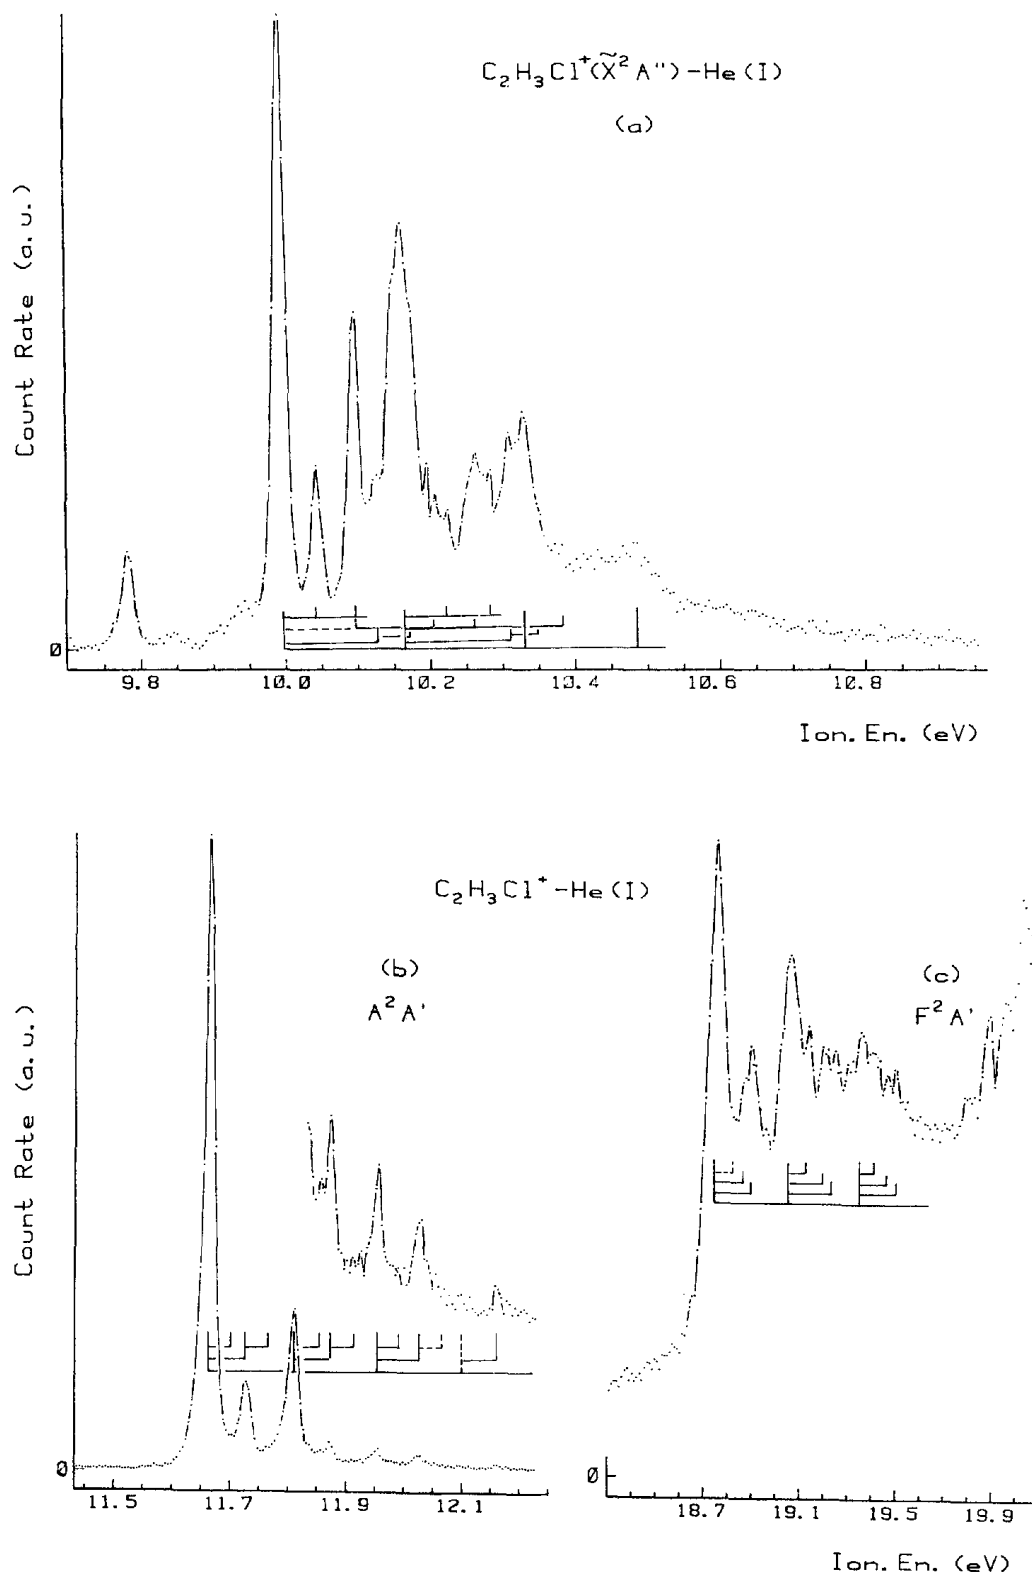 C₂H₃Cl⁺(X̃²A")-He(I)
(a)
Count Rate (a.u.)
0
9.8 10.0 10.2 10.4 10.6 10.8
Ion.En. (eV)
C₂H₃Cl⁺-He(I)
(b)
A²A'
(c)
F²A'
Count Rate (a.u.)
0
11.5 11.7 11.9 12.1
0
18.7 19.1 19.5 19.9
Ion.En. (eV)